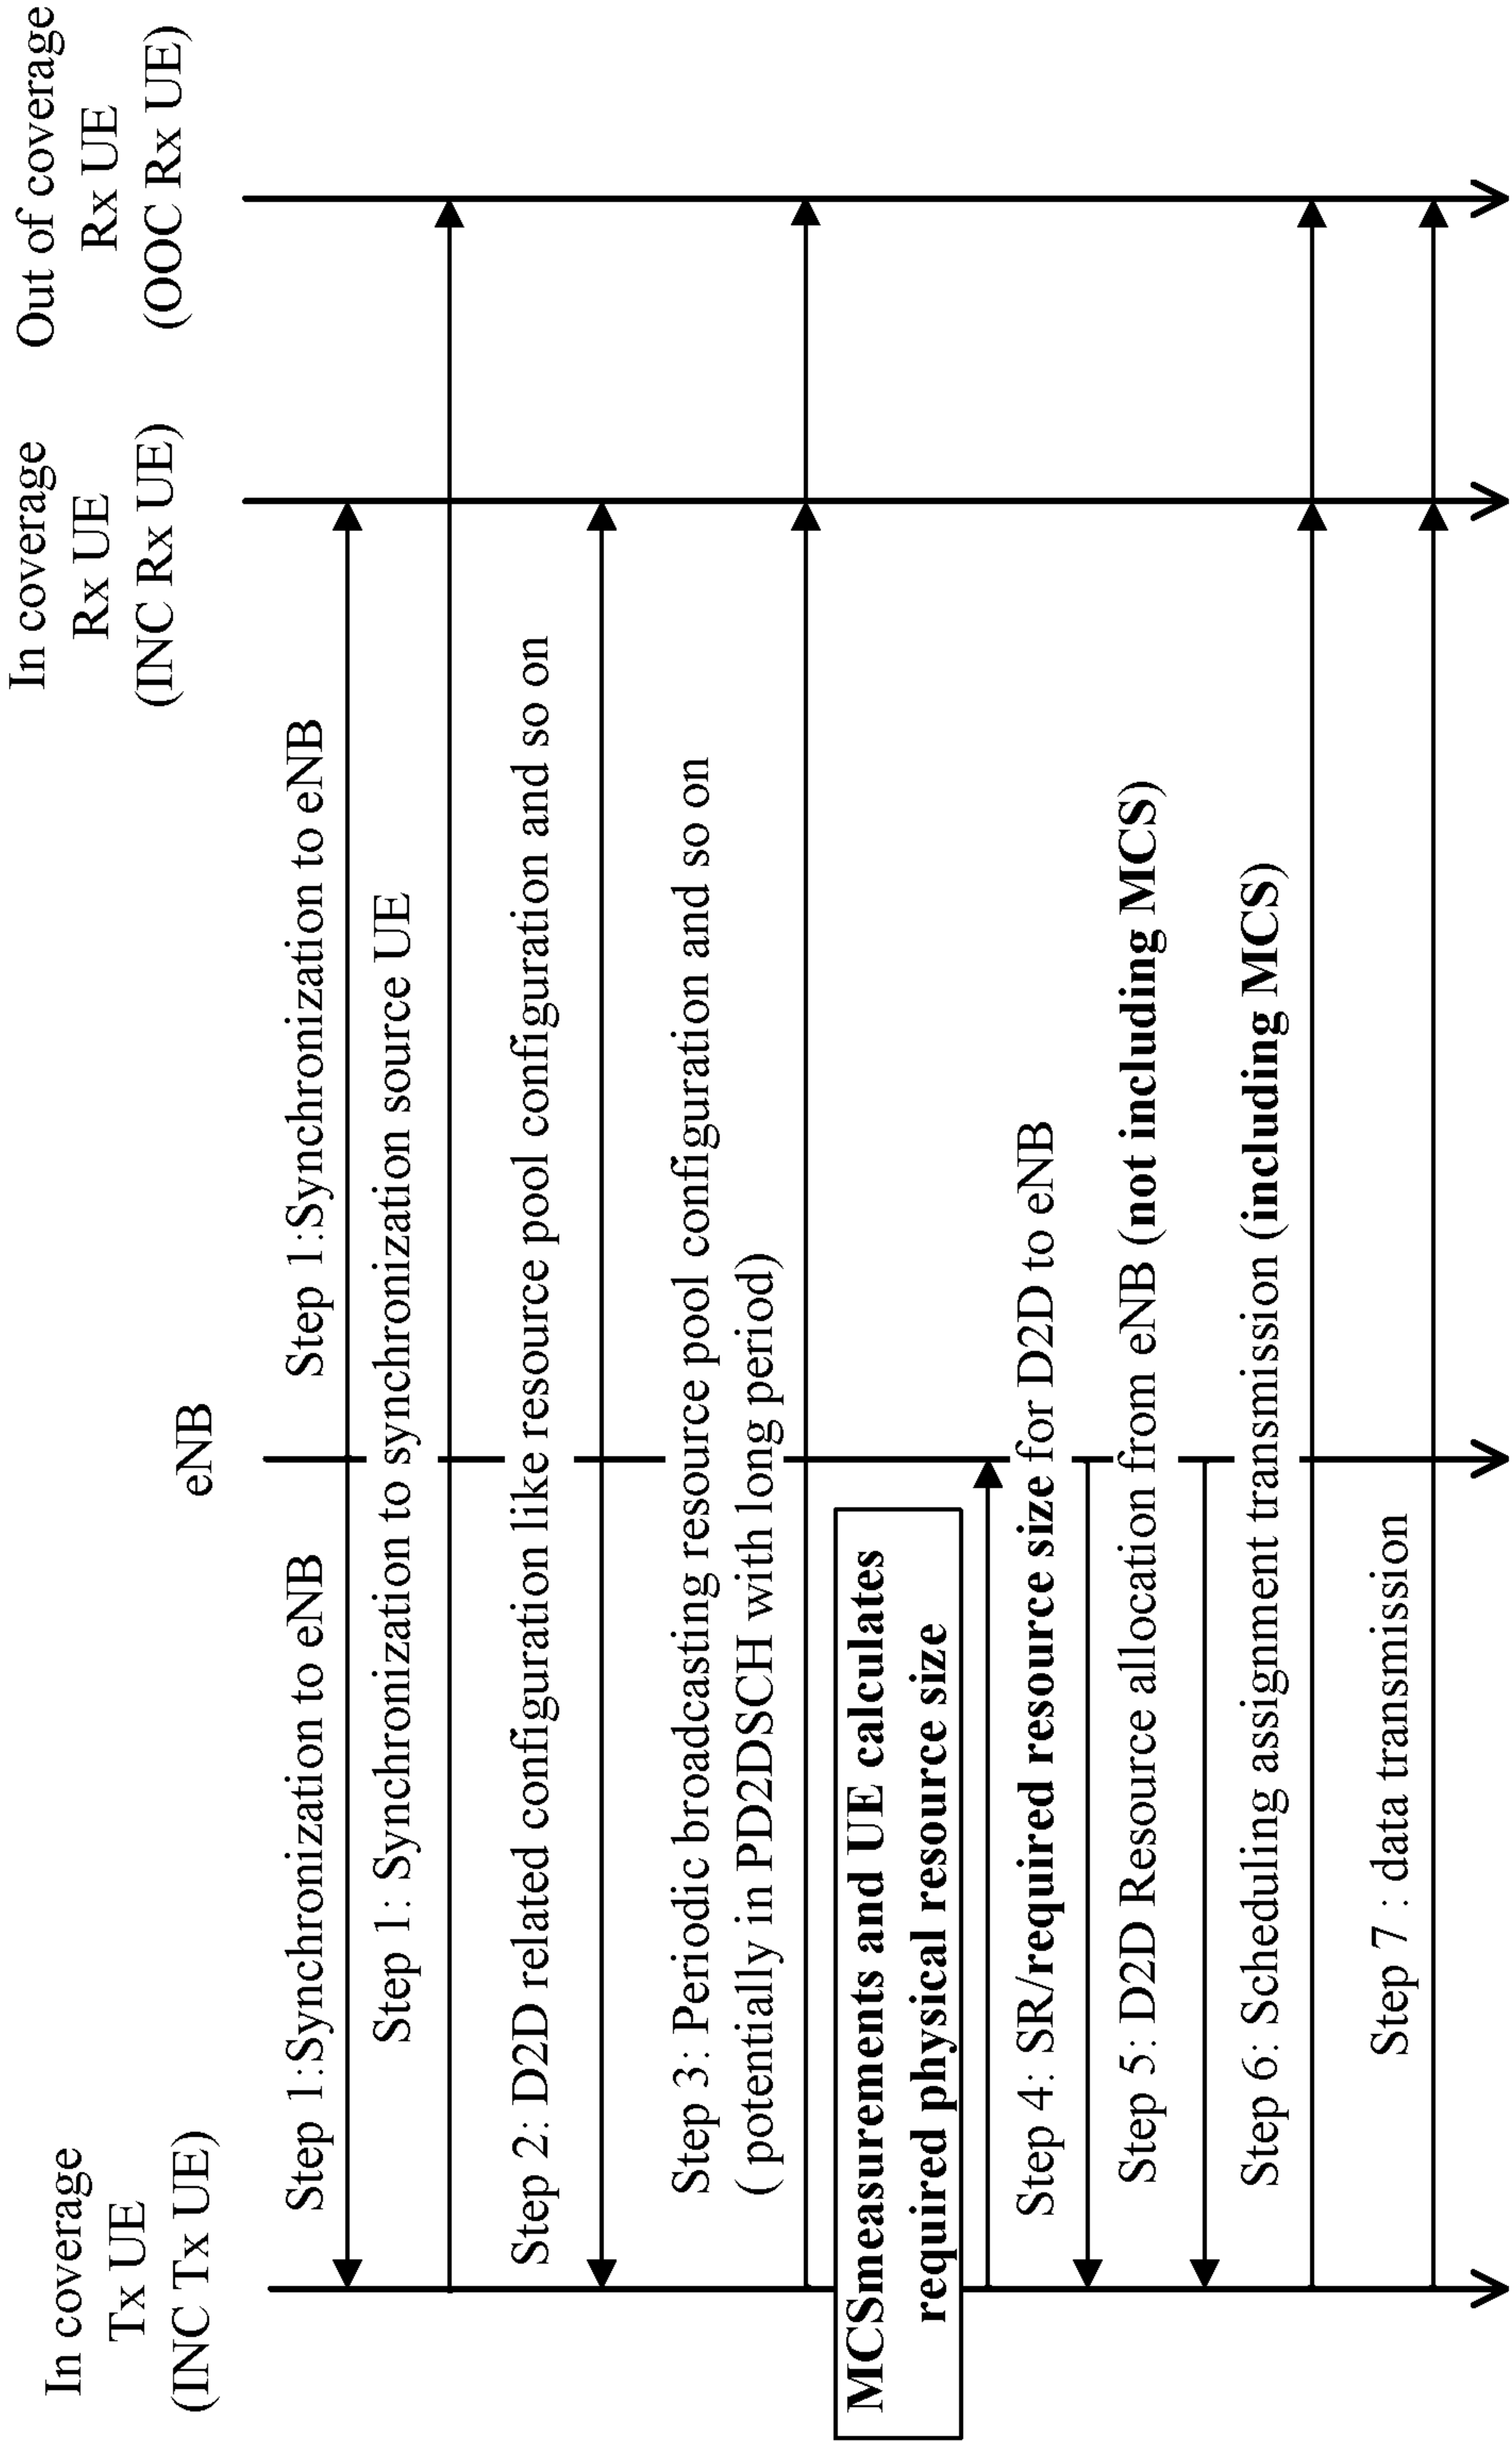 In coverage
Tx UE
(INC Tx UE)
eNB
In coverage
Rx UE
(INC Rx UE)
Out of coverage
Rx UE
(OOC Rx UE)
Step 1:Synchronization to eNB
Step 1:Synchronization to eNB
Step 1: Synchronization to synchronization source UE
Step 2: D2D related configuration like resource pool configuration and so on
Step 3: Periodic broadcasting resource pool configuration and so on
( potentially in PD2DSCH with long period)
MCSmeasurements and UE calculates
required physical resource size
Step 4: SR/required resource size for D2D to eNB
Step 5: D2D Resource allocation from eNB (not including MCS)
Step 6: Scheduling assignment transmission (including MCS)
Step 7 : data transmission